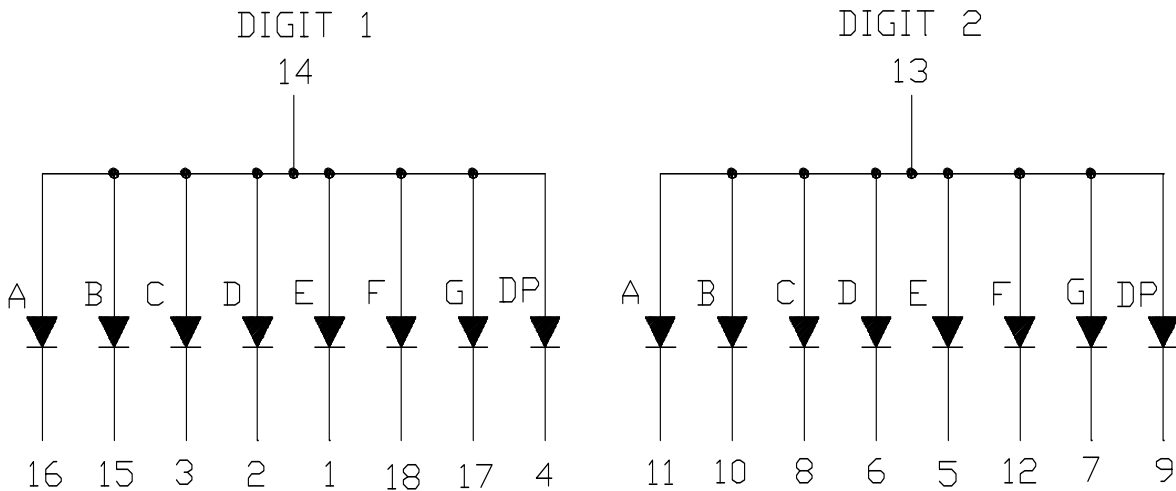 DIGIT 1 DIGIT 2
14 13
A B C D E F G DP A B C D E F G DP
16 15 3 2 1 18 17 4 11 10 8 6 5 12 7 9